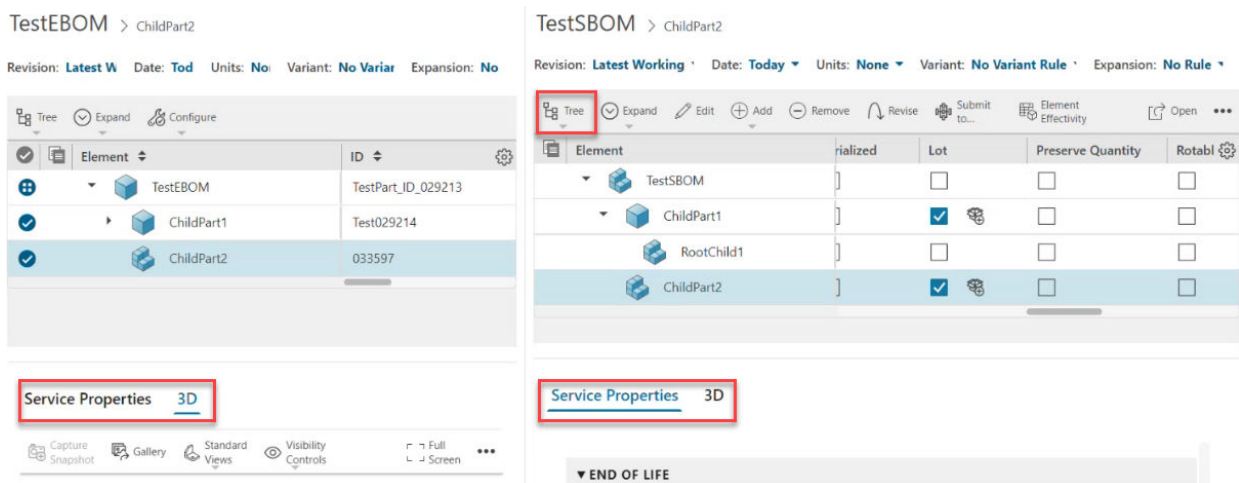 TestEBOM > ChildPart2
Revision: Latest W Date: Tod Units: No Variant: No Variar Expansion: No
Tree Expand Configure
Element ID
TestEBOM TestPart_ID_029213
ChildPart1 Test029214
ChildPart2 033597
Service Properties 3D
Capture Snapshot Gallery Standard Views Visibility Controls Full Screen
TestSBOM > ChildPart2
Revision: Latest Working Date: Today Units: None Variant: No Variant Rule Expansion: No Rule
Tree Expand Edit Add Remove Revise Submit to... Element Effectivity Open
Element rialized Lot Preserve Quantity Rotabl
TestSBOM
ChildPart1
RootChild1
ChildPart2
Service Properties 3D
END OF LIFE